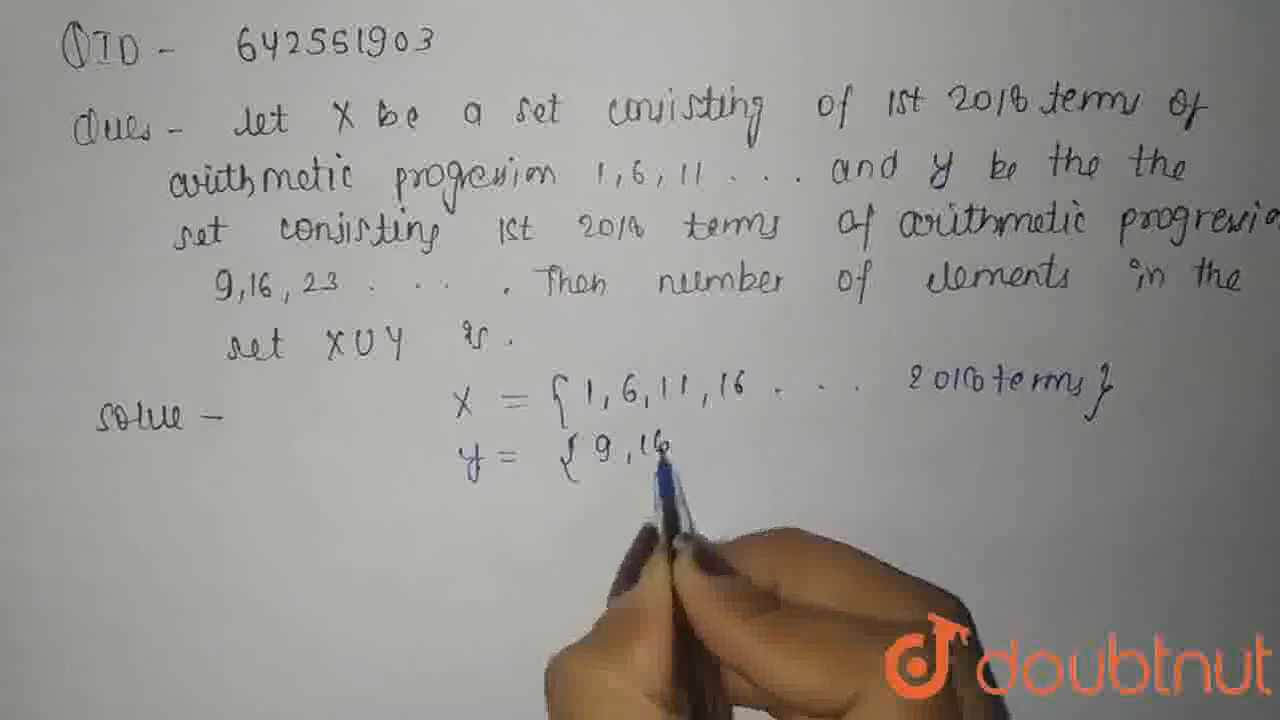 QID - 642551903
Ques - Let X be a set consisting of 1st 2018 terms of
arithmetic progression 1, 6, 11 . . . and y be the the
set consisting 1st 2018 terms of arithmetic progressio
9, 16, 23 . . . . Then number of elements in the
set X U Y is .
Solve - X = { 1, 6, 11, 16 . . . 2018 terms }
y = { 9, 16
doubtnut